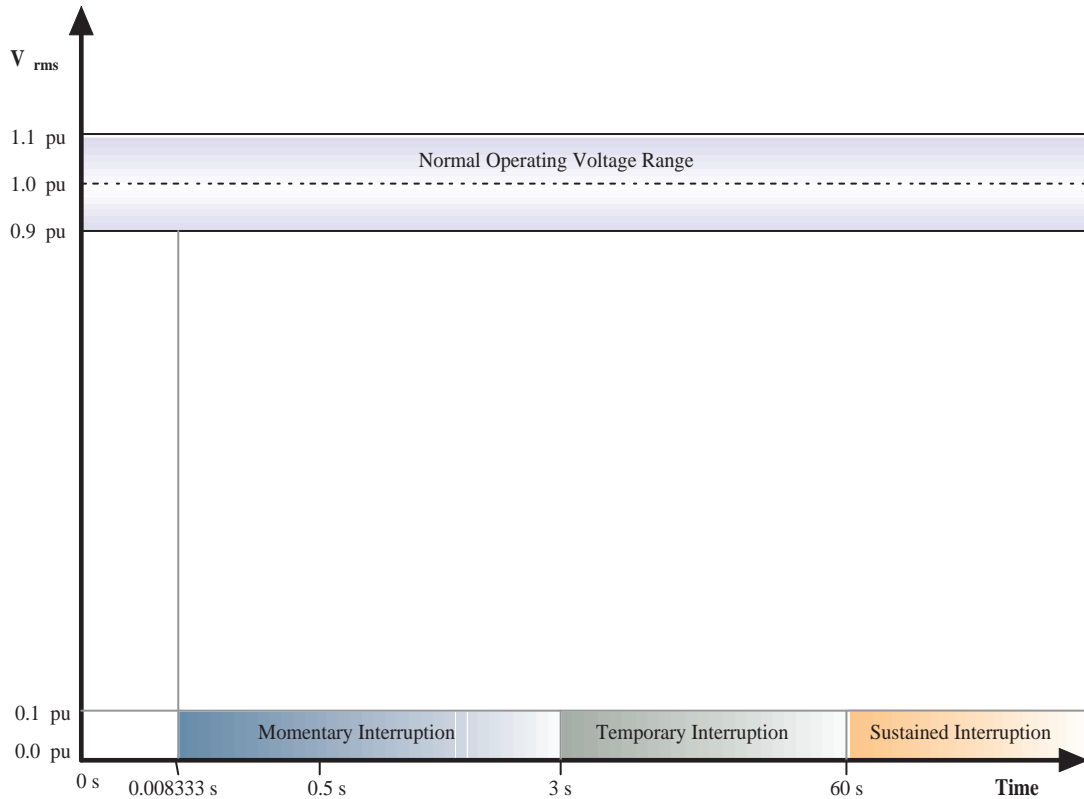 V rms
1.1 pu
Normal Operating Voltage Range
1.0 pu
0.9 pu
0.1 pu
Momentary Interruption
Temporary Interruption
Sustained Interruption
0.0 pu
0 s
0.008333 s
0.5 s
3 s
60 s
Time